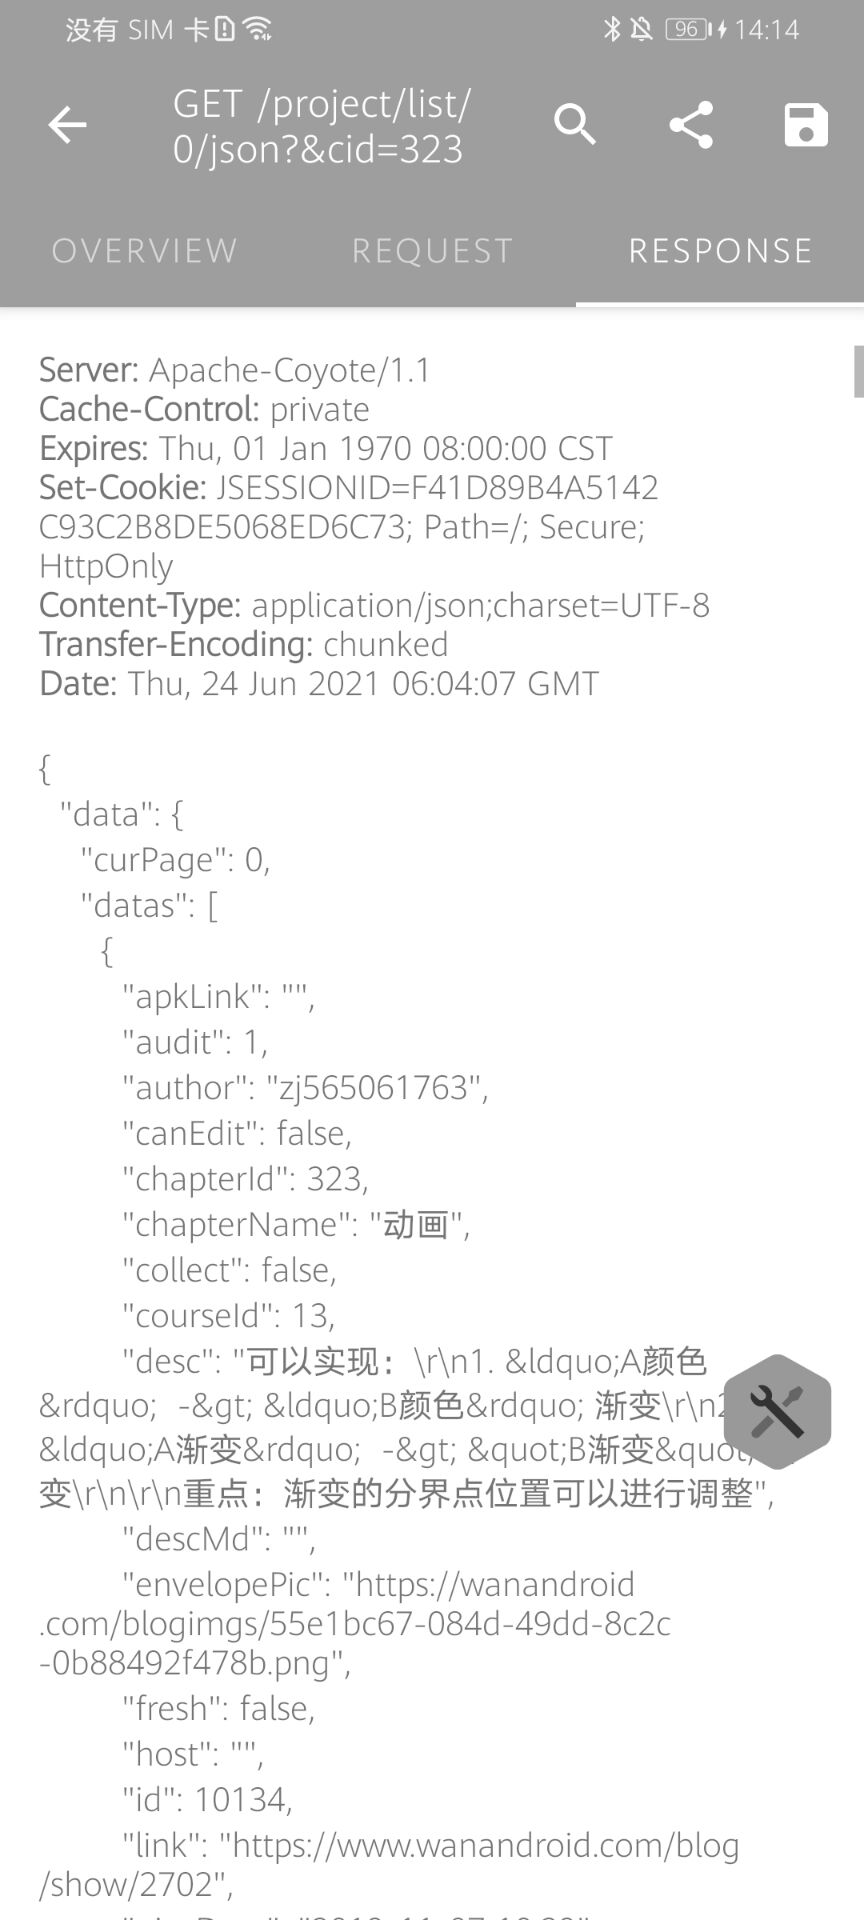 没有 SIM 卡 96 14:14
GET /project/list/
0/json?&cid=323
OVERVIEW REQUEST RESPONSE
Server: Apache-Coyote/1.1
Cache-Control: private
Expires: Thu, 01 Jan 1970 08:00:00 CST
Set-Cookie: JSESSIONID=F41D89B4A5142
C93C2B8DE5068ED6C73; Path=/; Secure;
HttpOnly
Content-Type: application/json;charset=UTF-8
Transfer-Encoding: chunked
Date: Thu, 24 Jun 2021 06:04:07 GMT
{
"data": {
"curPage": 0,
"datas": [
{
"apkLink": "",
"audit": 1,
"author": "zj565061763",
"canEdit": false,
"chapterId": 323,
"chapterName": "动画",
"collect": false,
"courseId": 13,
"desc": "可以实现： \r\n1. &ldquo;A颜色
&rdquo; -&gt; &ldquo;B颜色&rdquo; 渐变\r\n
&ldquo;A渐变&rdquo; -&gt; &quot;B渐变&quot;
变\r\n\r\n重点：渐变的分界点位置可以进行调整",
"descMd": "",
"envelopePic": "https://wanandroid
.com/blogimgs/55e1bc67-084d-49dd-8c2c
-0b88492f478b.png",
"fresh": false,
"host": "",
"id": 10134,
"link": "https://www.wanandroid.com/blog
/show/2702",